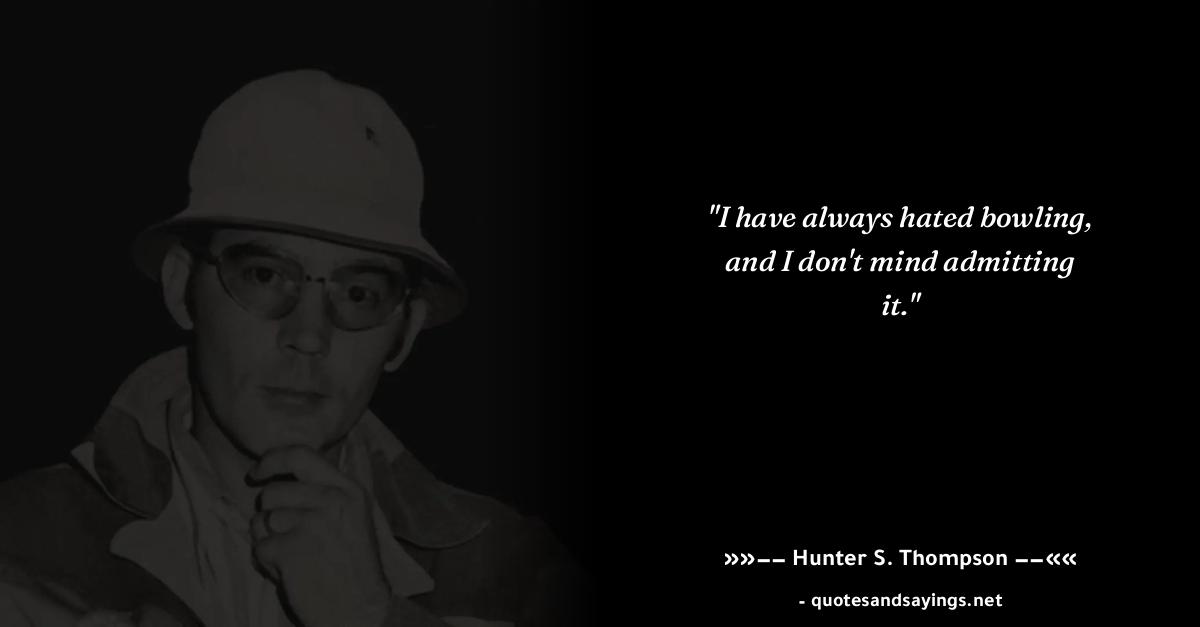 "I have always hated bowling,
and I don't mind admitting
it."
»»–– Hunter S. Thompson ––««
- quotesandsayings.net